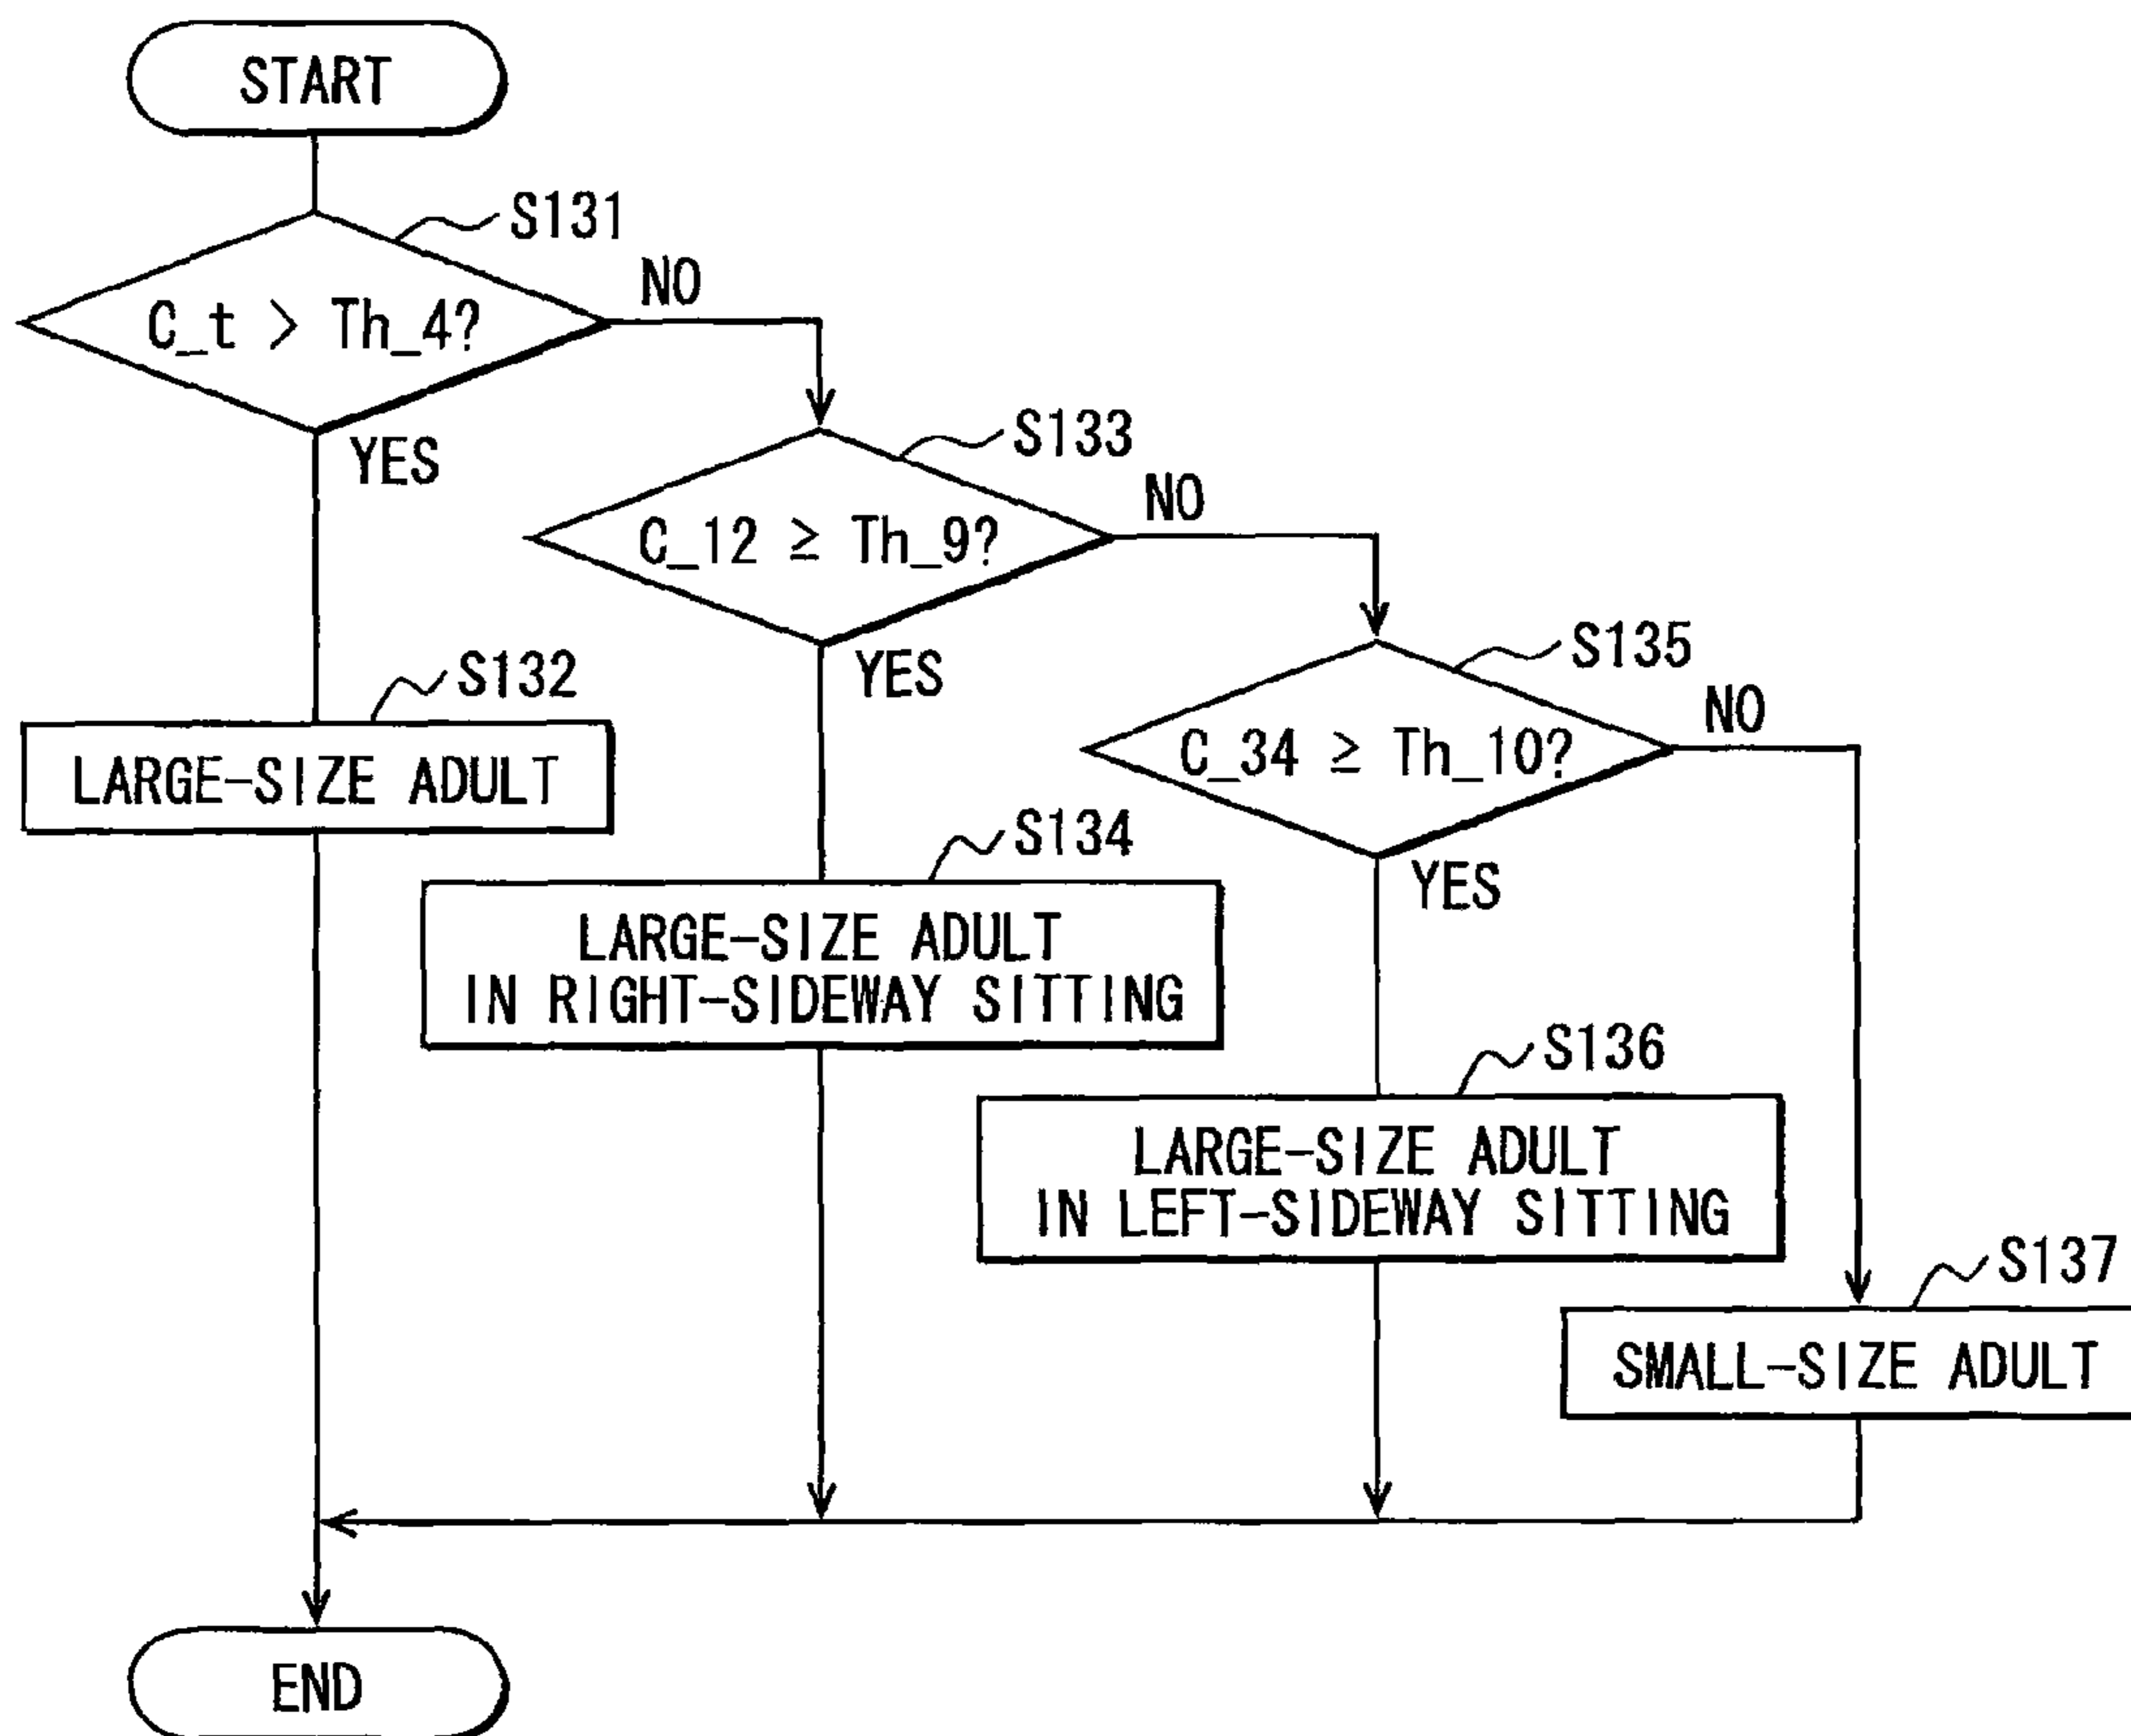 START
S131
C_t > Th_4?
NO
YES
S133
C_12 ≥ Th_9?
NO
YES
S135
C_34 ≥ Th_10?
NO
YES
S132
LARGE-SIZE ADULT
S134
LARGE-SIZE ADULT
IN RIGHT-SIDEWAY SITTING
S136
LARGE-SIZE ADULT
IN LEFT-SIDEWAY SITTING
S137
SMALL-SIZE ADULT
END